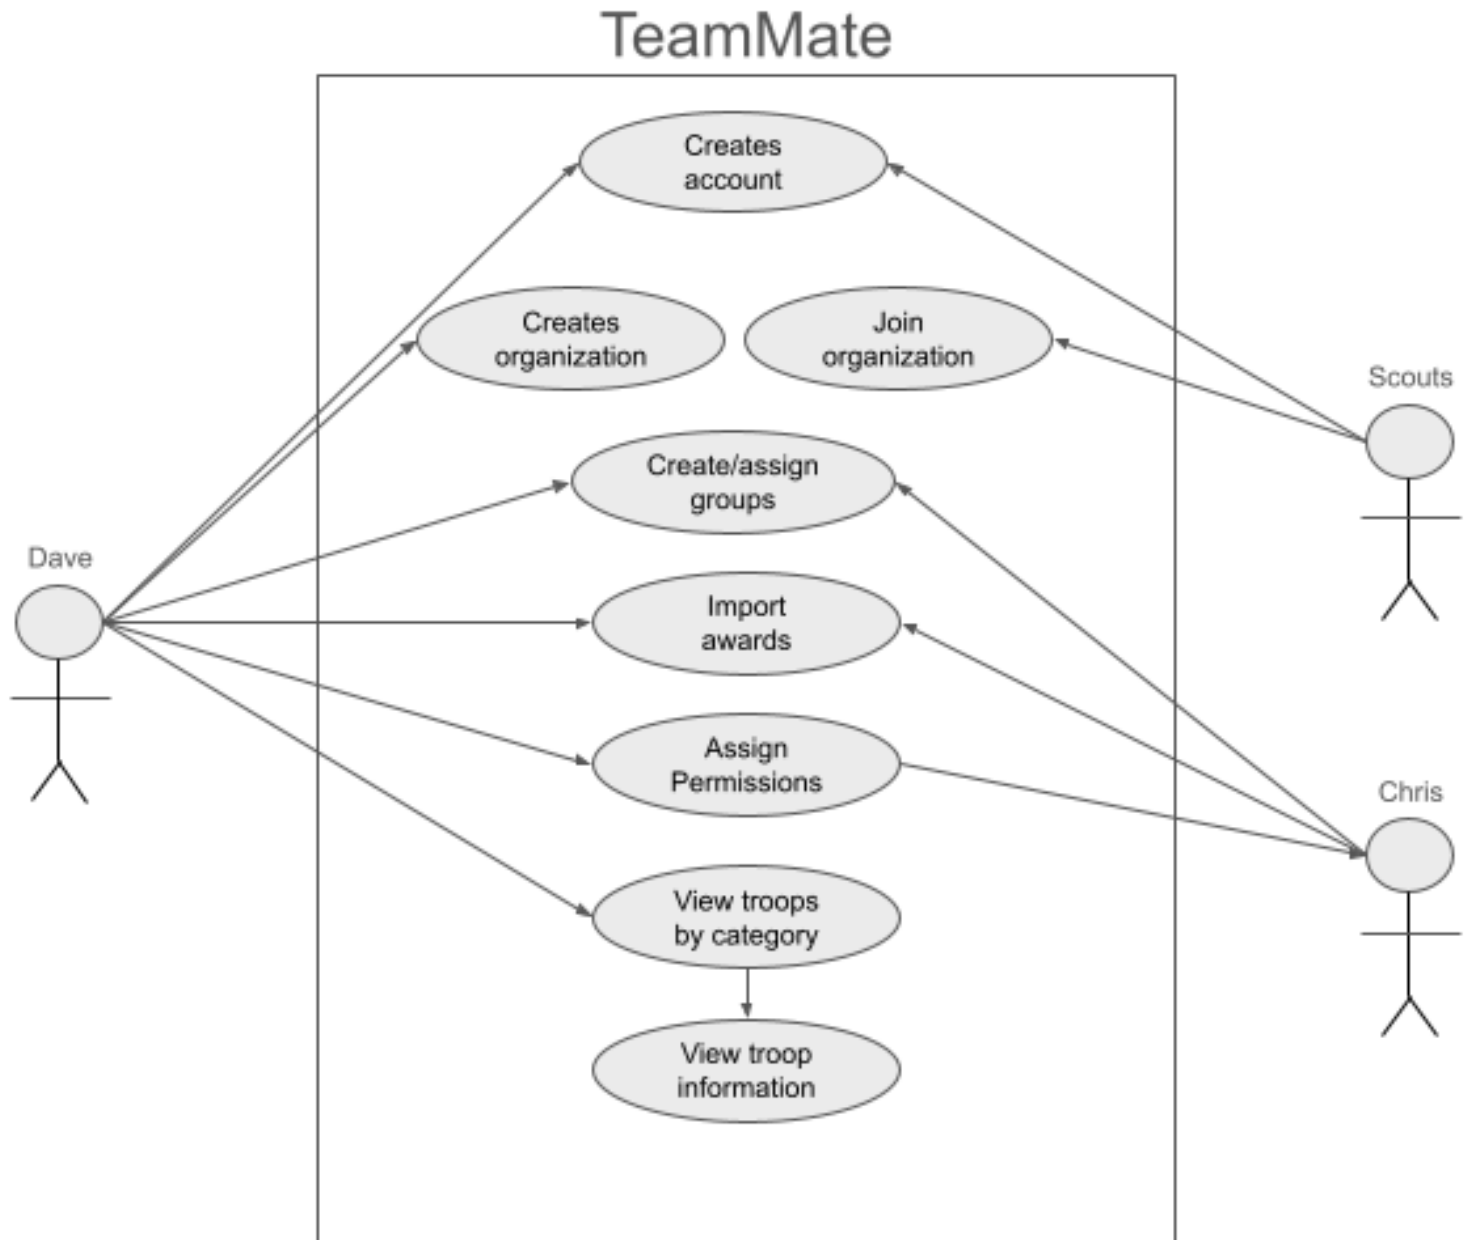 TeamMate
Creates
account
Creates
organization
Join
organization
Scouts
Create/assign
groups
Dave
Import
awards
Assign
Permissions
Chris
View troops
by category
View troop
information